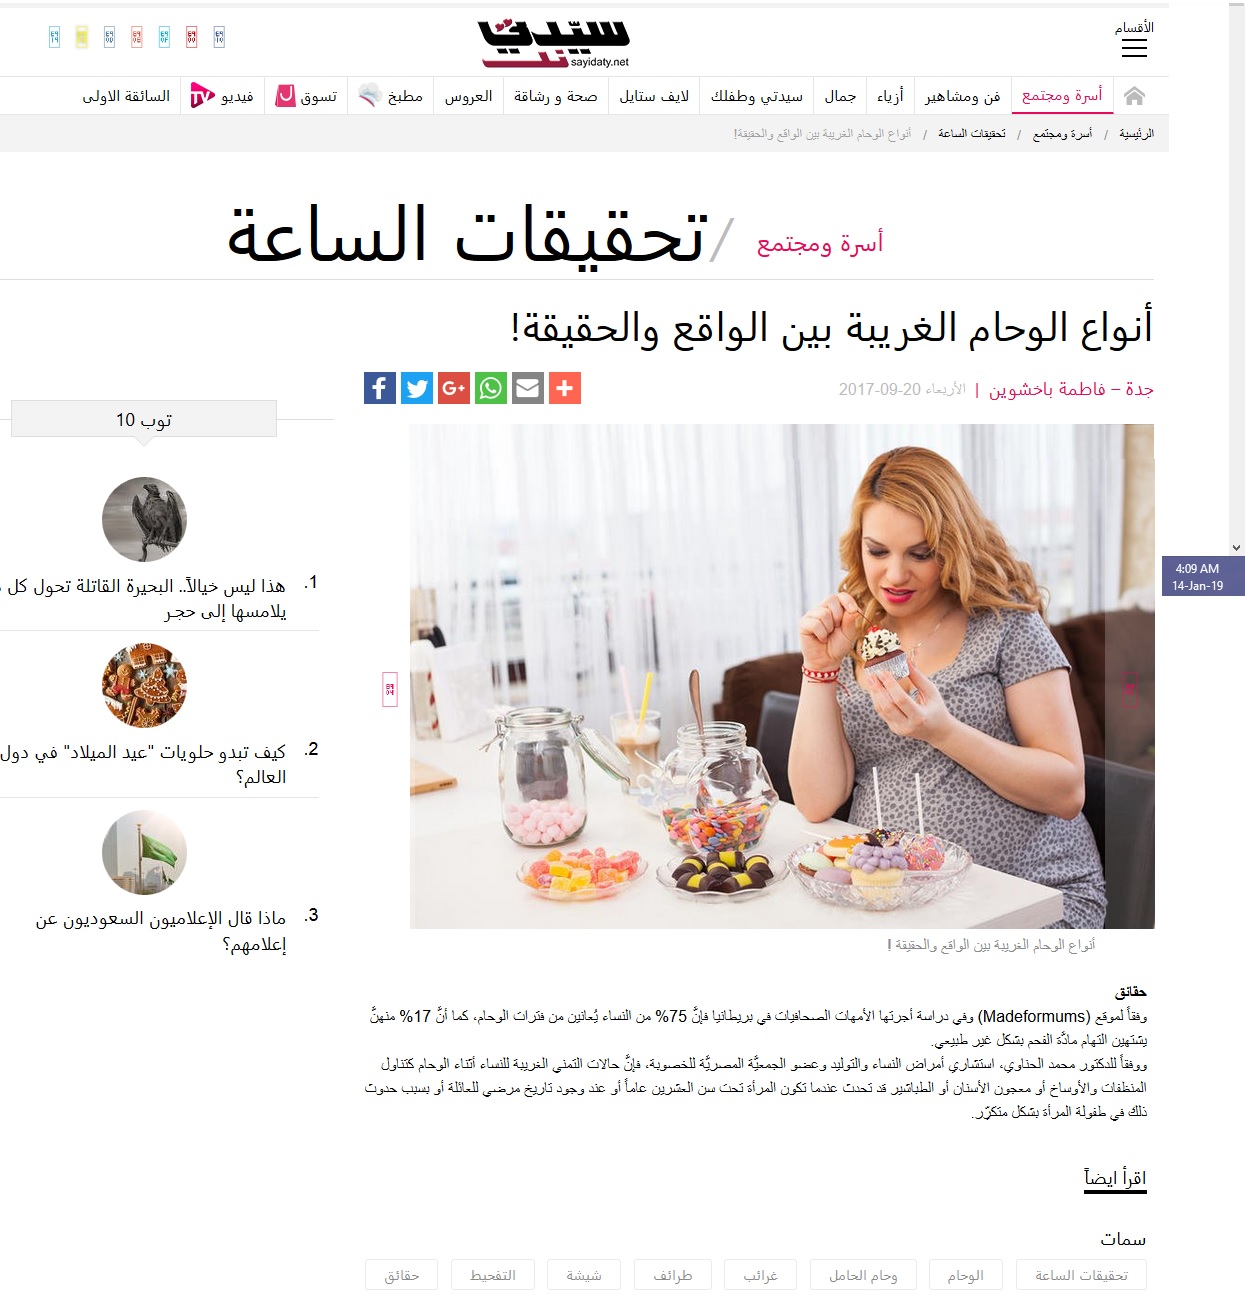 الأقسام
سيدتي نت
sayidaty.net
أسرة ومجتمع
فن ومشاهير
أزياء
جمال
سيدتي وطفلك
لايف ستايل
صحة و رشاقة
العروس
مطبخ
تسوق
فيديو
TV
السائقة الاولى
الرئيسية / أسرة ومجتمع / تحقيقات الساعة / أنواع الوحام الغريبة بين الواقع والحقيقة!
أسرة ومجتمع / تحقيقات الساعة
أنواع الوحام الغريبة بين الواقع والحقيقة!
جدة – فاطمة باخشوين | الأربعاء 20-09-2017
أنواع الوحام الغريبة بين الواقع والحقيقة !
حقائق
وفقاً لموقع (Madeformums) وفي دراسة أجرتها الأمهات الصحافيات في بريطانيا فإنَّ 75% من النساء يُعانين من فترات الوحام، كما أنَّ 17% منهنَّ
يشتهين التهام مادَّة الفحم بشكل غير طبيعي.
ووفقاً للدكتور محمد الحناوي، استشاري أمراض النساء والتوليد وعضو الجمعيَّة المصريَّة للخصوبة، فإنَّ حالات التمني الغريبة للنساء أثناء الوحام كتناول
المنظفات والأوساخ أو معجون الأسنان أو الطباشير قد تحدث عندما تكون المرأة تحت سن العشرين عاماً أو عند وجود تاريخ مرضي للعائلة أو بسبب حدوث
ذلك في طفولة المرأة بشكل متكرّر.
اقرأ ايضاً
سمات
تحقيقات الساعة
الوحام
وحام الحامل
غرائب
طرائف
شيشة
التفحيط
حقائق
توب 10
1. هذا ليس خيالاً.. البحيرة القاتلة تحول كل
يلامسها إلى حجر
2. كيف تبدو حلويات "عيد الميلاد" في دول
العالم؟
3. ماذا قال الإعلاميون السعوديون عن
إعلامهم؟
4:09 AM
14-Jan-19